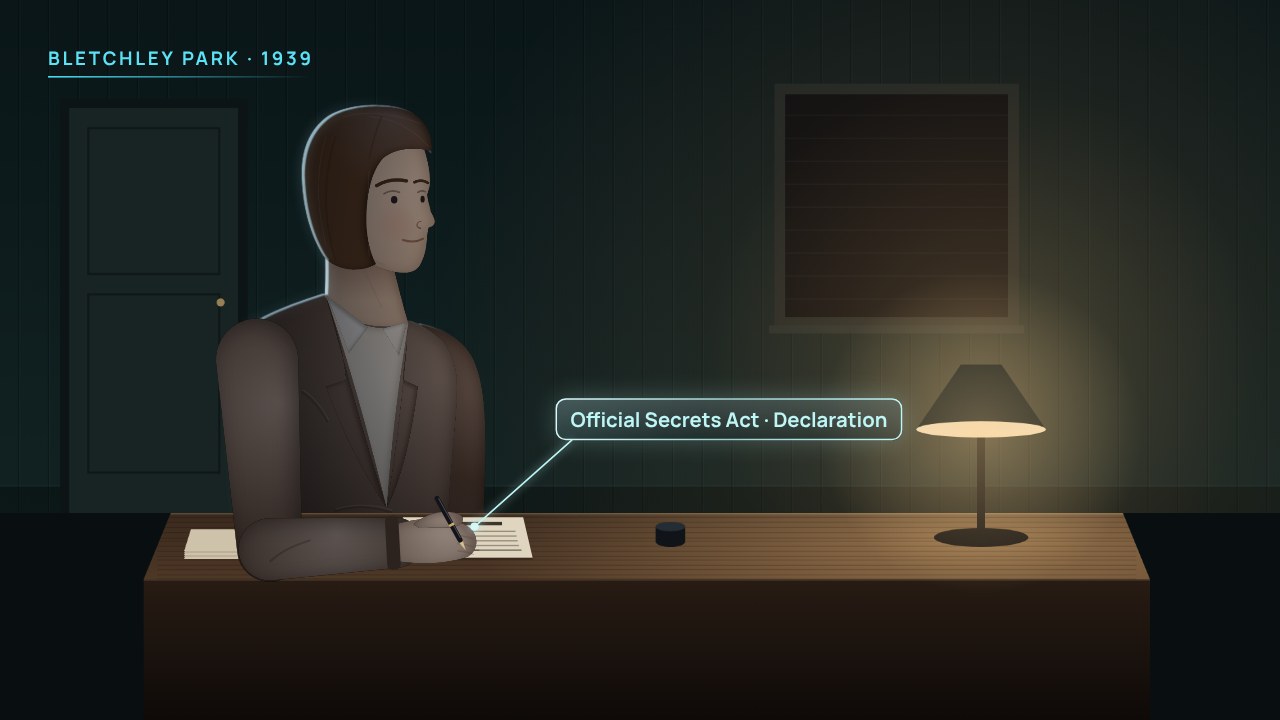 BLETCHLEY PARK · 1939
Official Secrets Act · Declaration